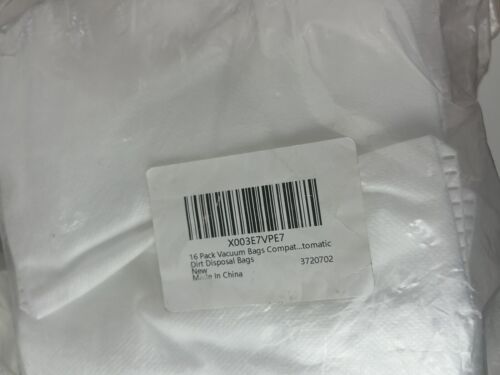 X003E7VPE7
16 Pack Vacuum Bags Compat...tomatic
Dirt Disposal Bags
New 3720702
Made In China